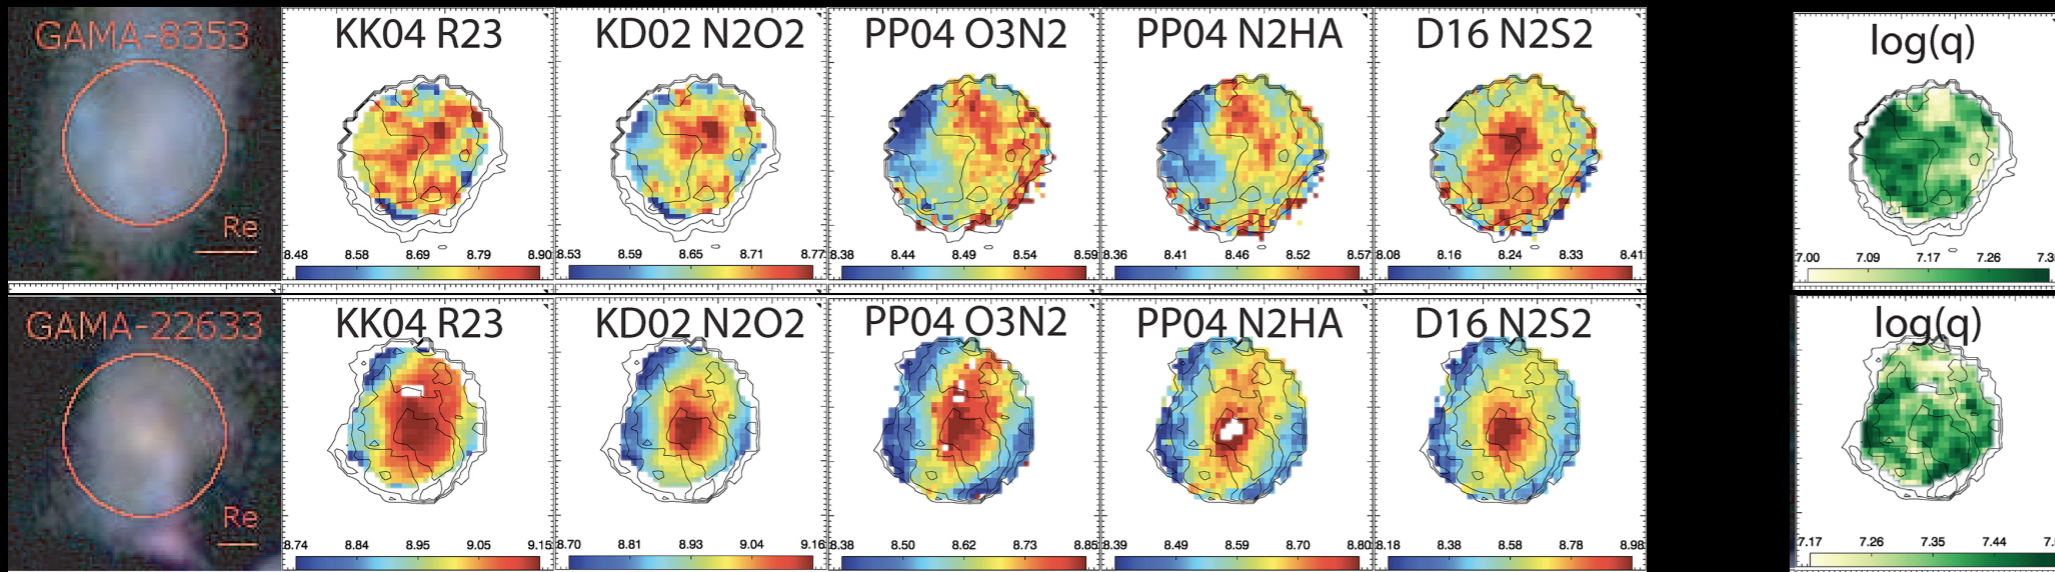 GAMA-8353
Re
KK04 R23
8.48 8.58 8.69 8.79 8.90
KD02 N2O2
8.53 8.59 8.65 8.71 8.77
PP04 O3N2
8.38 8.44 8.49 8.54 8.59
PP04 N2HA
8.36 8.41 8.46 8.52 8.57
D16 N2S2
8.08 8.16 8.24 8.33 8.41
log(q)
7.00 7.09 7.17 7.26
GAMA-22633
Re
KK04 R23
8.74 8.84 8.95 9.05 9.15
KD02 N2O2
8.70 8.81 8.93 9.04 9.16
PP04 O3N2
8.38 8.50 8.62 8.73 8.85
PP04 N2HA
8.39 8.49 8.59 8.70 8.80
D16 N2S2
8.18 8.38 8.58 8.78 8.98
log(q)
7.17 7.26 7.35 7.44